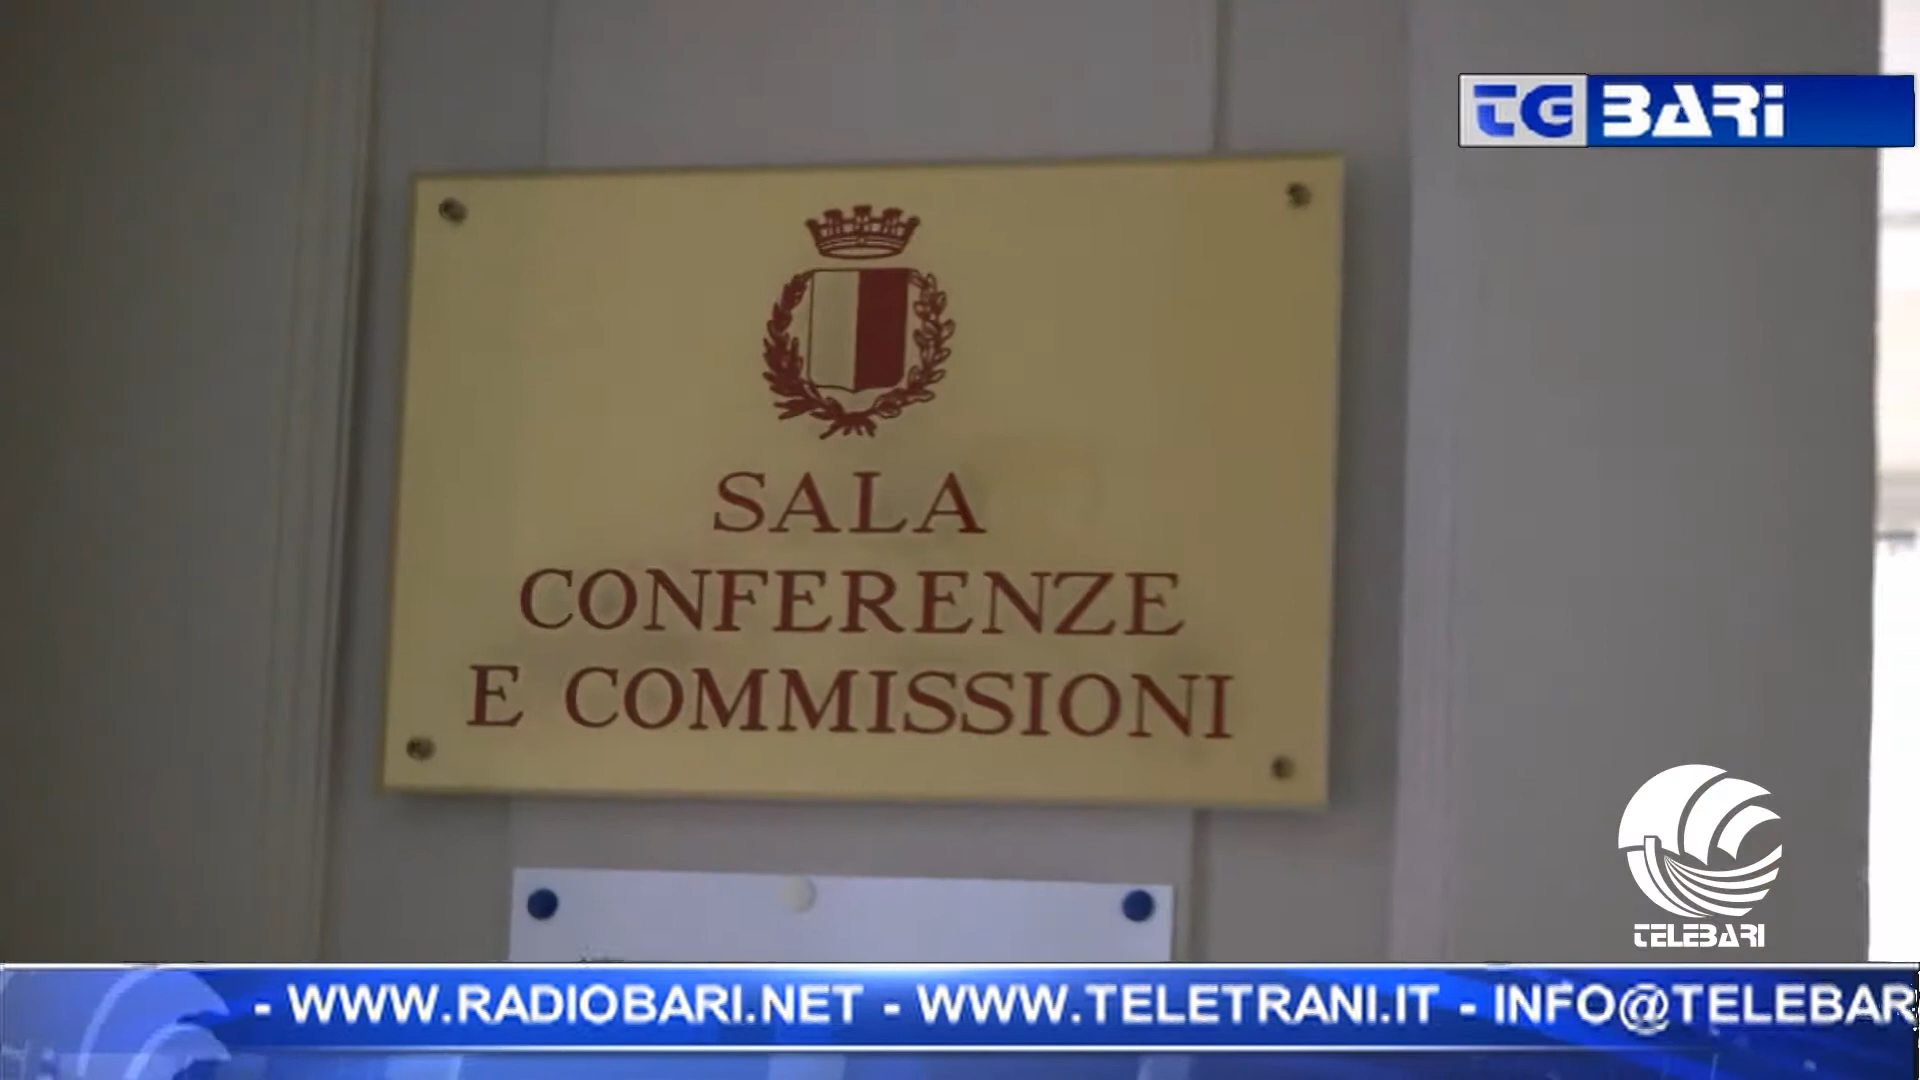 TG BARI
SALA
CONFERENZE
E COMMISSIONI
TELEBARI
- WWW.RADIOBARI.NET - WWW.TELETRANI.IT - INFO@TELEBAR